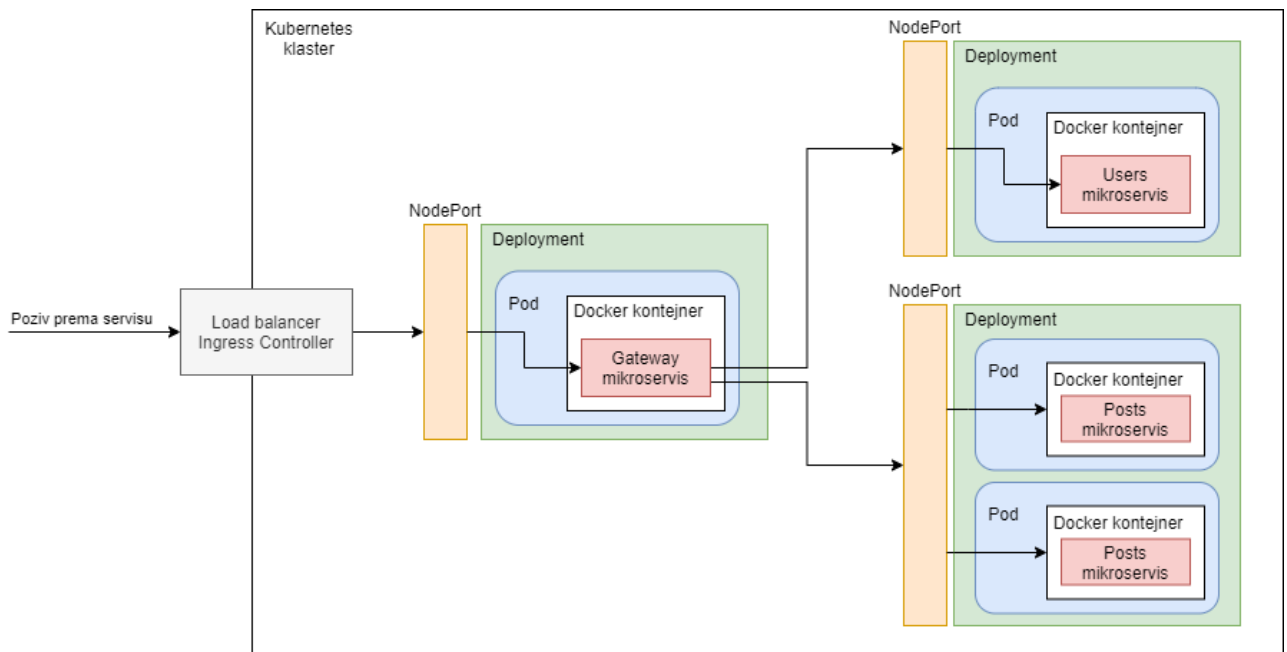 Kubernetes
klaster
Poziv prema servisu
Load balancer
Ingress Controller
NodePort
Deployment
Pod
Docker kontejner
Gateway
mikroservis
NodePort
Deployment
Pod
Docker kontejner
Users
mikroservis
NodePort
Deployment
Pod
Docker kontejner
Posts
mikroservis
Pod
Docker kontejner
Posts
mikroservis